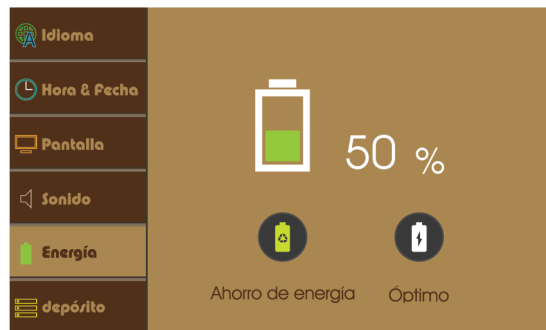 Idioma
Hora & Fecha
Pantalla
Sonido
Energía
depósito
50 %
Ahorro de energía
Óptimo